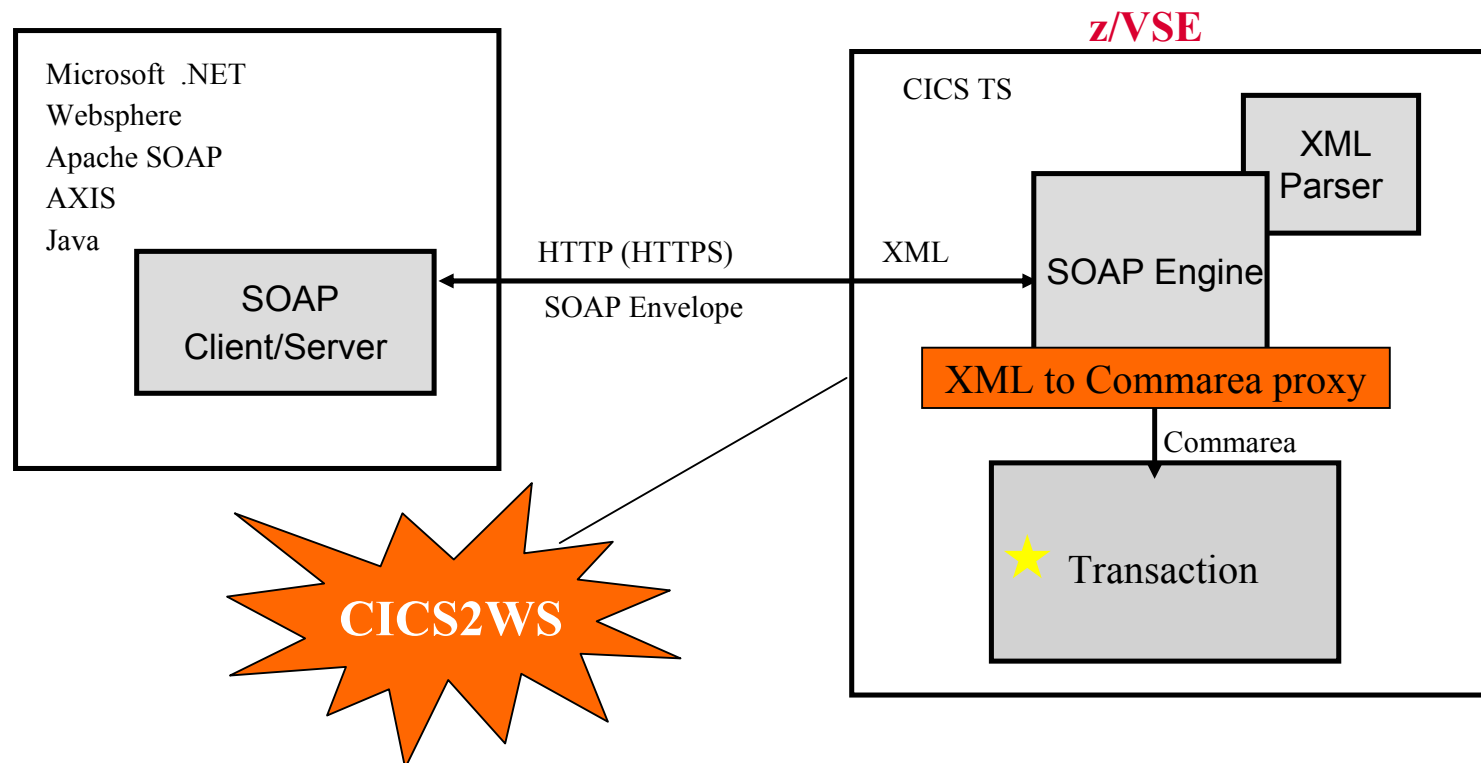 z/VSE
Microsoft .NET
Websphere
Apache SOAP
AXIS
Java
SOAP
Client/Server
HTTP (HTTPS)
SOAP Envelope
CICS TS
XML
Parser
XML
SOAP Engine
XML to Commarea proxy
Commarea
Transaction
CICS2WS